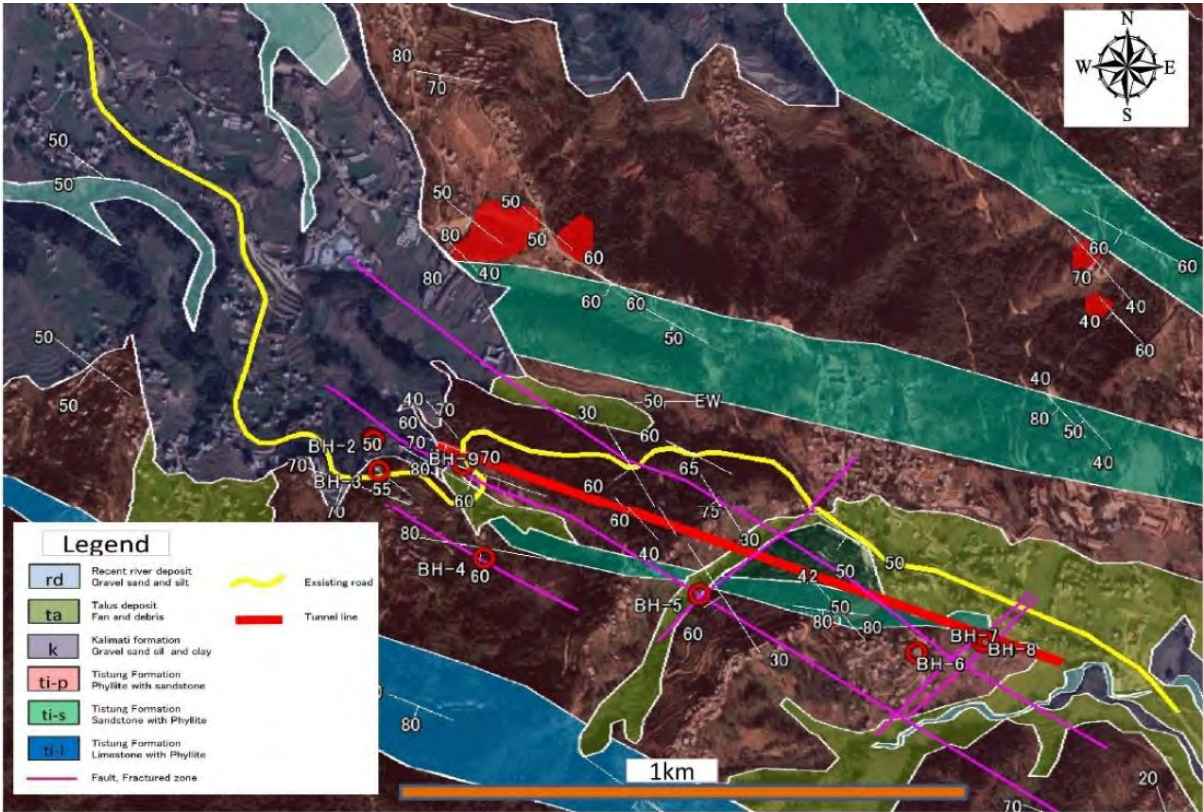 N
W E
S
80
70
50
50
50
50
80
40
50
50
60
80
60
60
50
60
70
60
40
40
60
50
50
40
80
50
40
40
70
60
50
BH-2
70
BH-9
70
80
BH-3
55
70
60
30
50
EW
60
65
60
75
60
40
30
80
BH-4
60
BH-5
60
30
42
50
50
50
80
80
BH-7
BH-8
BH-6
80
20
70
1km
Legend
rd
Recent river deposit
Gravel sand and silt
Exsisting road
ta
Talus deposit
Fan and debris
Tunnel line
k
Kalimati formation
Gravel sand sil and clay
ti-p
Tistung Formation
Phyllite with sandstone
ti-s
Tistung Formation
Sandstone with Phyllite
ti-l
Tistung Formation
Limestone with Phyllite
Fault, Fractured zone